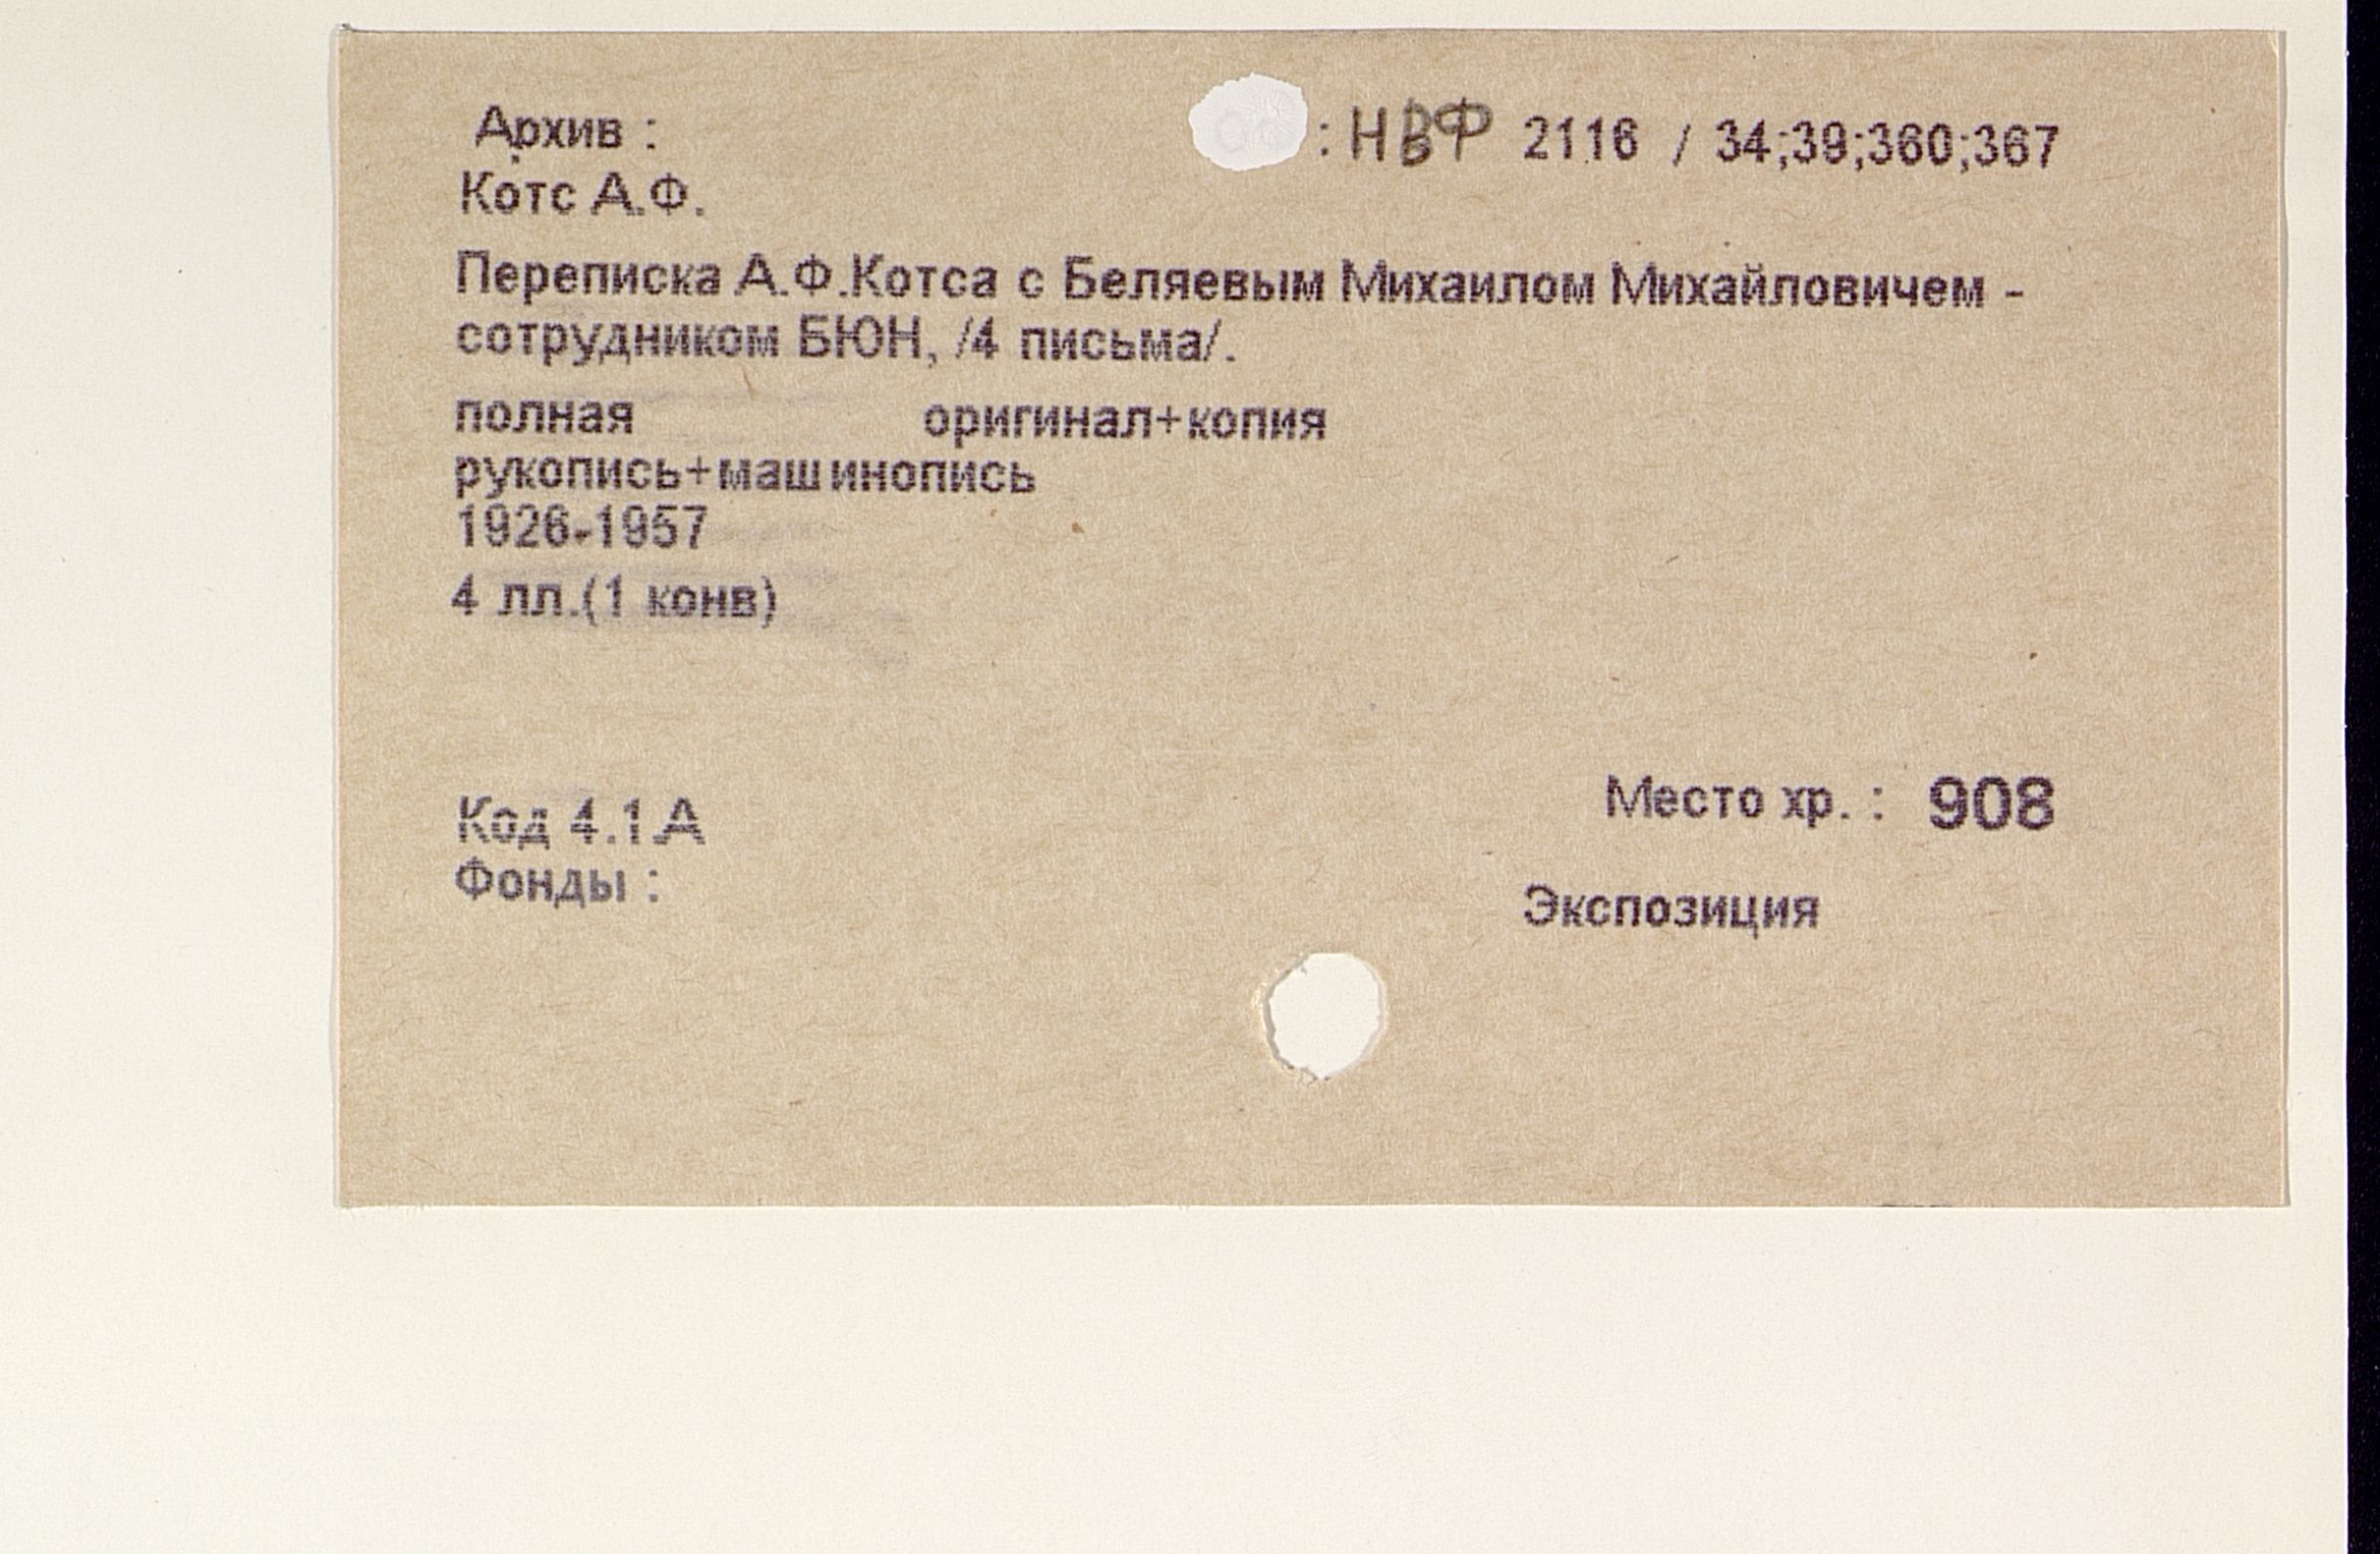 Архив : : НВФ 2116 / 34;39;360;367
Котс А.Ф.
Переписка А.Ф.Котса с Беляевым Михаилом Михайловичем -
сотрудником БЮН, /4 письма/.
полная оригинал+копия
рукопись+машинопись
1926-1957
4 лл.(1 конв)
Место хр. : 908
Код 4.1.А
Фонды :
Экспозиция